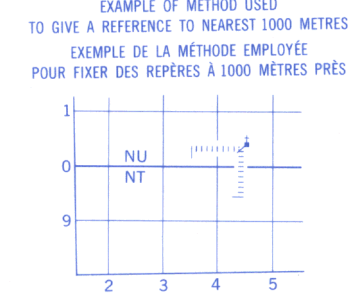 EXAMPLE OF METHOD USED
TO GIVE A REFERENCE TO NEAREST 1000 METRES
EXEMPLE DE LA MÉTHODE EMPLOYÉE
POUR FIXER DES REPÈRES À 1000 MÈTRES PRÈS
1
NU
0
NT
9
2 3 4 5